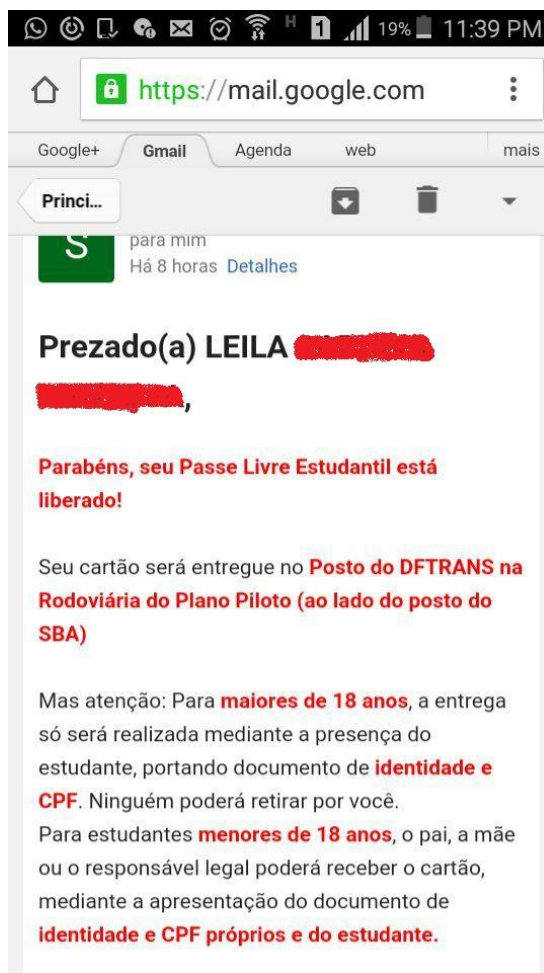 H 1 19% 11:39 PM
https://mail.google.com
Google+ Gmail Agenda web mais
Princi...
S para mim
Há 8 horas Detalhes
Prezado(a) LEILA
,
Parabéns, seu Passe Livre Estudantil está
liberado!
Seu cartão será entregue no Posto do DFTRANS na
Rodoviária do Plano Piloto (ao lado do posto do
SBA)
Mas atenção: Para maiores de 18 anos, a entrega
só será realizada mediante a presença do
estudante, portando documento de identidade e
CPF. Ninguém poderá retirar por você.
Para estudantes menores de 18 anos, o pai, a mãe
ou o responsável legal poderá receber o cartão,
mediante a apresentação do documento de
identidade e CPF próprios e do estudante.